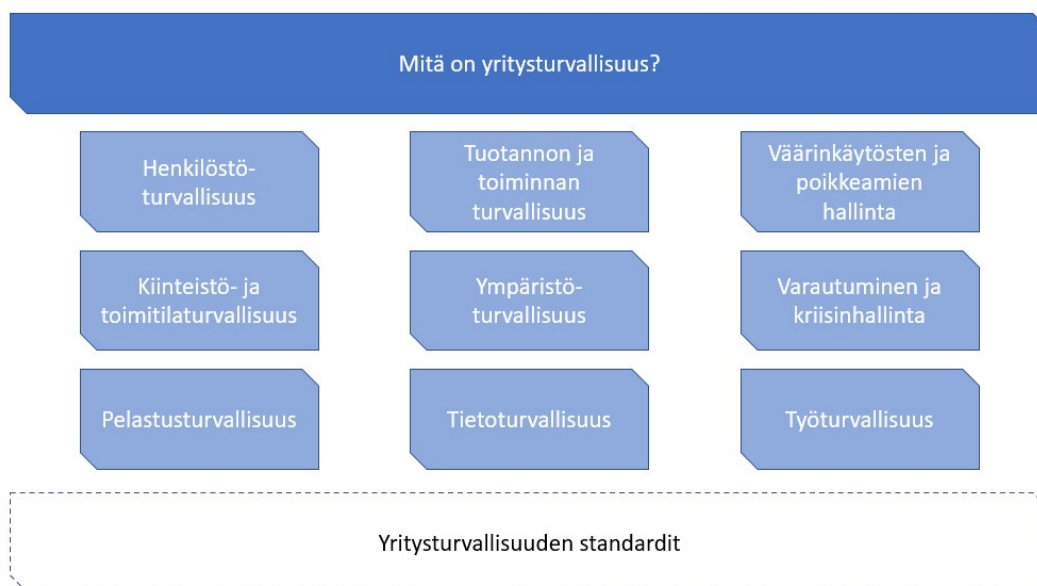 Mitä on yritysturvallisuus?
Henkilöstö-
turvallisuus
Tuotannon ja
toiminnan
turvallisuus
Väärinkäytösten ja
poikkeamien
hallinta
Kiinteistö- ja
toimitilaturvallisuus
Ympäristö-
turvallisuus
Varautuminen ja
kriisinhallinta
Pelastusturvallisuus
Tietoturvallisuus
Työturvallisuus
Yritysturvallisuuden standardit